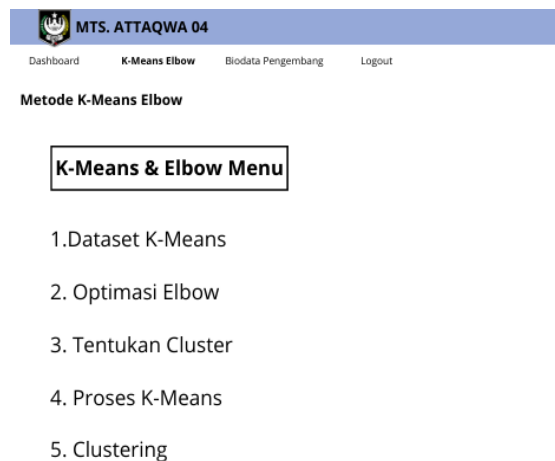 MTS. ATTAQWA 04
Dashboard K-Means Elbow Biodata Pengembang Logout
Metode K-Means Elbow
K-Means & Elbow Menu
1.Dataset K-Means
2. Optimasi Elbow
3. Tentukan Cluster
4. Proses K-Means
5. Clustering